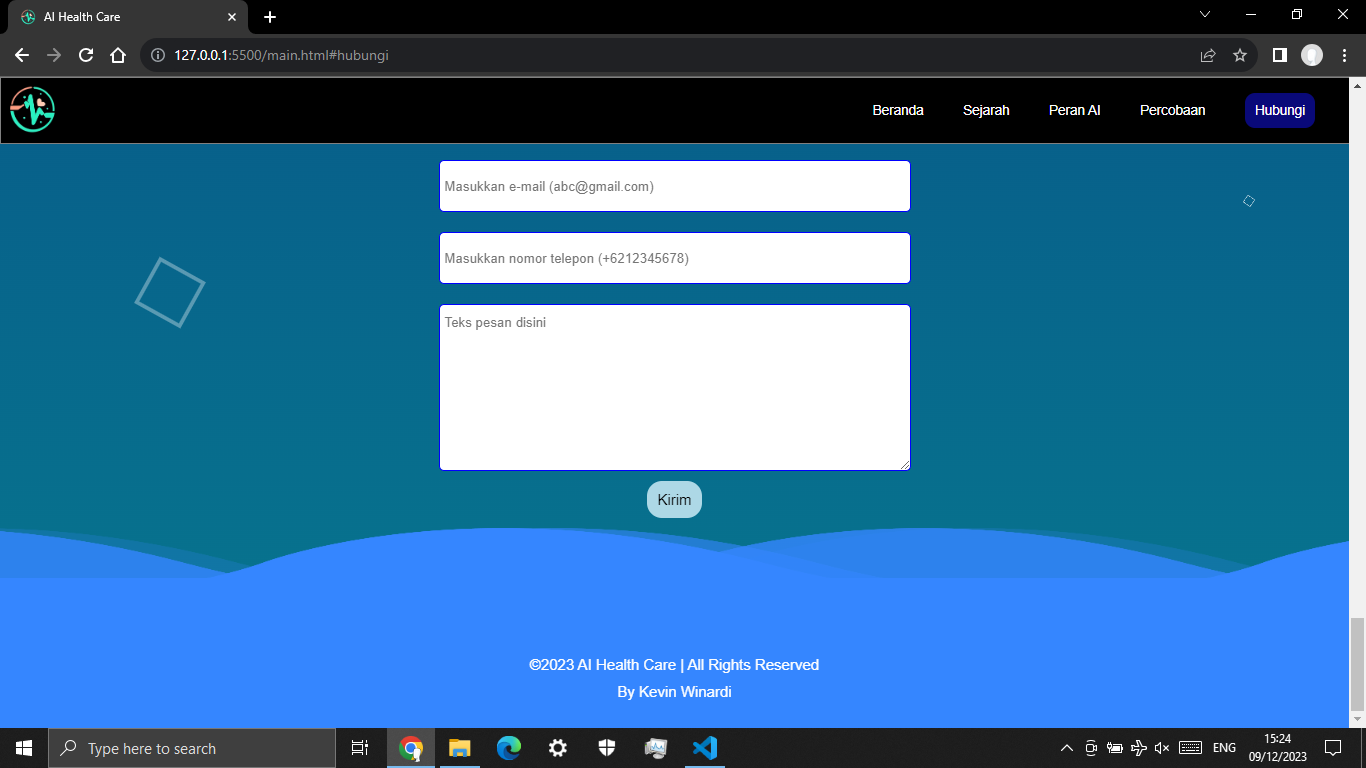 AI Health Care
127.0.0.1:5500/main.html#hubungi
Beranda Sejarah Peran AI Percobaan Hubungi
Masukkan e-mail (abc@gmail.com)
Masukkan nomor telepon (+6212345678)
Teks pesan disini
Kirim
©2023 AI Health Care | All Rights Reserved
By Kevin Winardi
Type here to search
ENG
15:24
09/12/2023